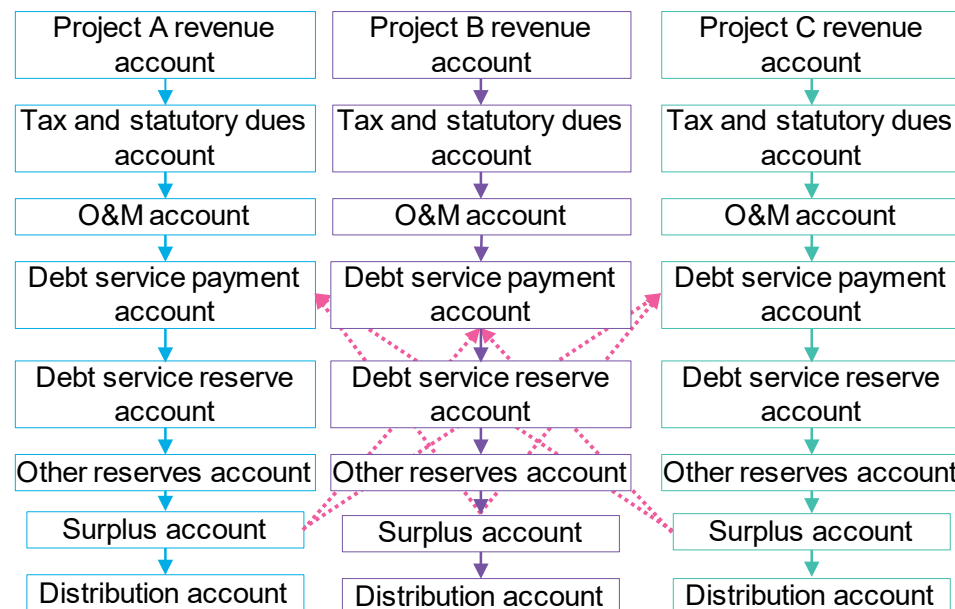 Project A revenue
account
Tax and statutory dues
account
O&M account
Debt service payment
account
Debt service reserve
account
Other reserves account
Surplus account
Distribution account
Project B revenue
account
Tax and statutory dues
account
O&M account
Debt service payment
account
Debt service reserve
account
Other reserves account
Surplus account
Distribution account
Project C revenue
account
Tax and statutory dues
account
O&M account
Debt service payment
account
Debt service reserve
account
Other reserves account
Surplus account
Distribution account